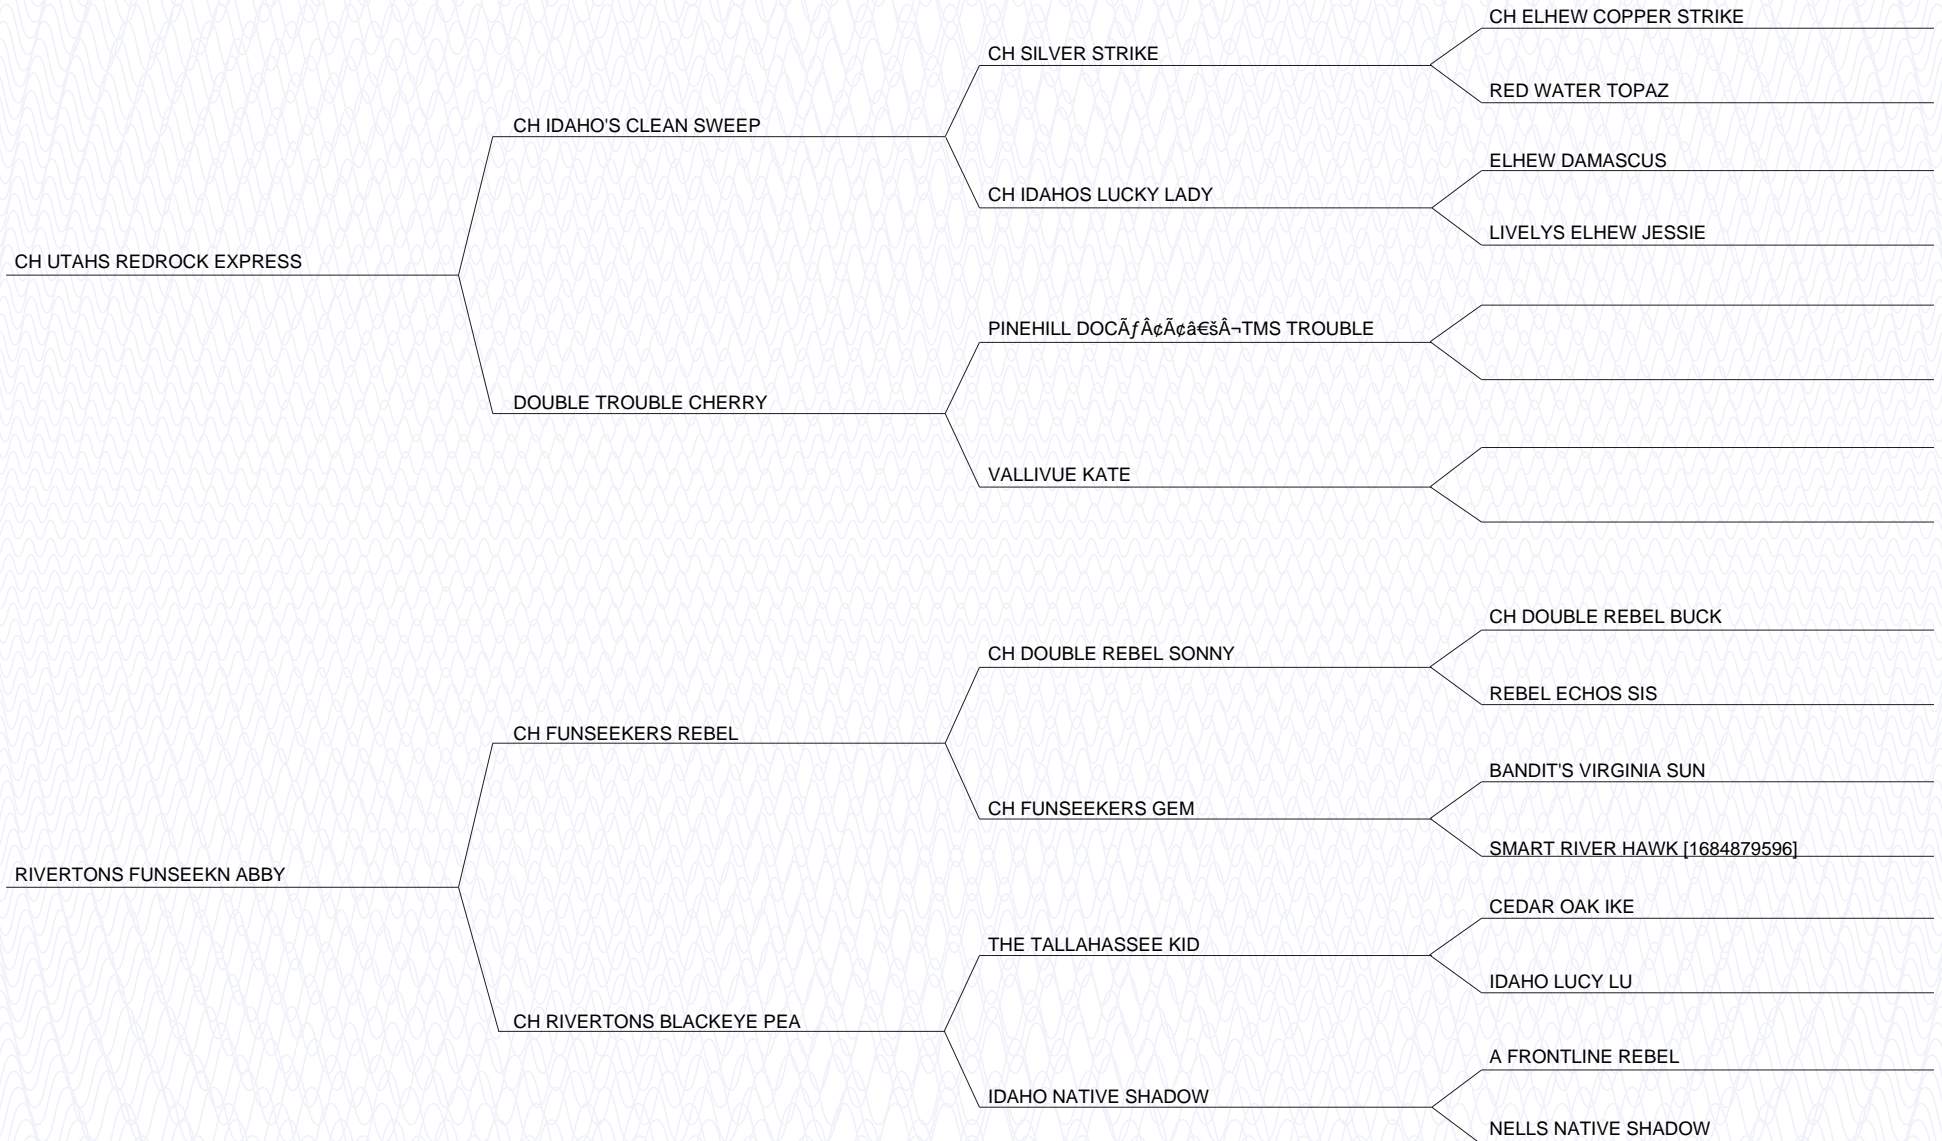 CH ELHEW COPPER STRIKE
CH SILVER STRIKE
RED WATER TOPAZ
CH IDAHO'S CLEAN SWEEP
ELHEW DAMASCUS
CH IDAHOS LUCKY LADY
LIVELYS ELHEW JESSIE
CH UTAHS REDROCK EXPRESS
PINEHILL DOCÃƒÂ¢Ã¢â€šÂ¬TMS TROUBLE
DOUBLE TROUBLE CHERRY
VALLIVUE KATE
CH DOUBLE REBEL BUCK
CH DOUBLE REBEL SONNY
REBEL ECHOS SIS
CH FUNSEEKERS REBEL
BANDIT'S VIRGINIA SUN
CH FUNSEEKERS GEM
SMART RIVER HAWK [1684879596]
RIVERTONS FUNSEEKN ABBY
CEDAR OAK IKE
THE TALLAHASSEE KID
IDAHO LUCY LU
CH RIVERTONS BLACKEYE PEA
A FRONTLINE REBEL
IDAHO NATIVE SHADOW
NELLS NATIVE SHADOW